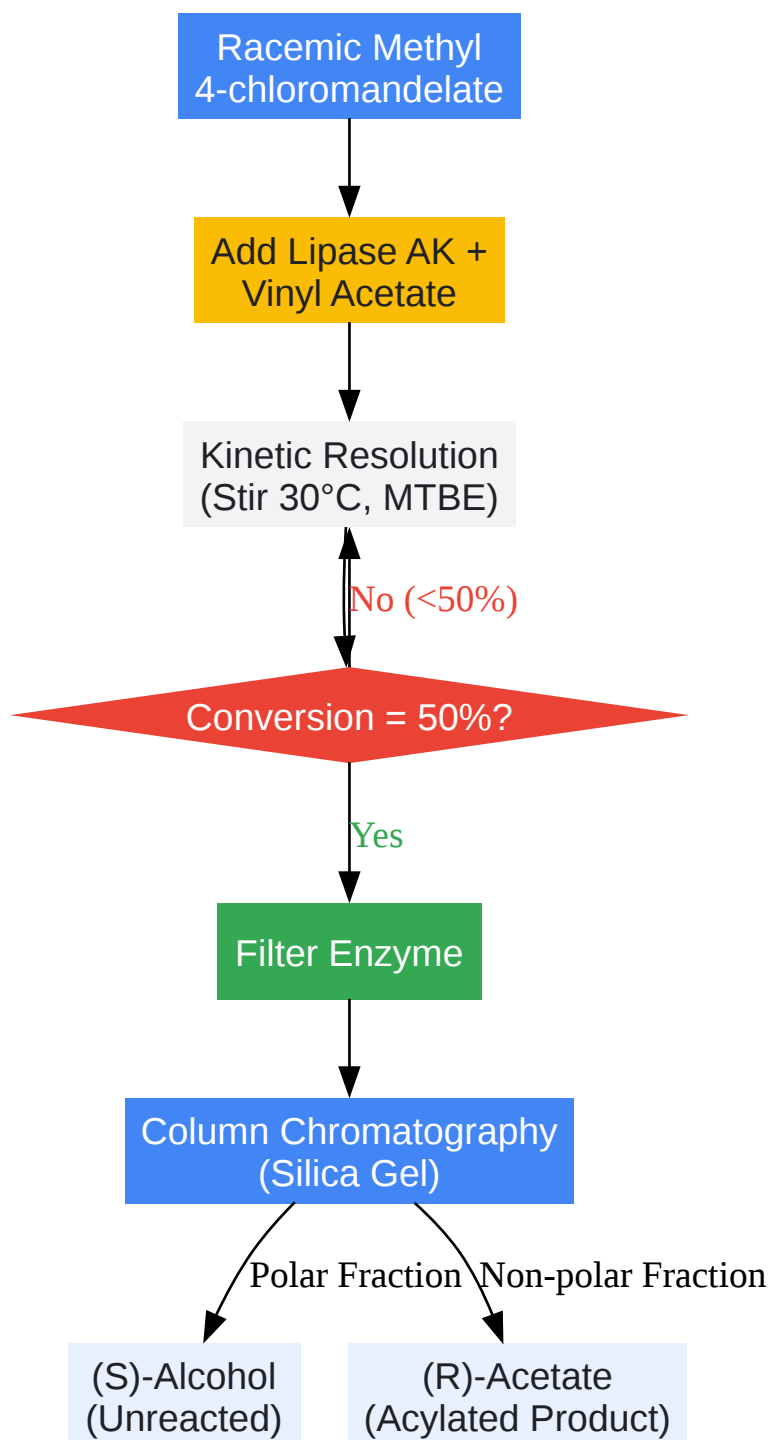 Racemic Methyl
4-chloromandelate
Add Lipase AK +
Vinyl Acetate
Kinetic Resolution
(Stir 30°C, MTBE)
No (<50%)
Conversion = 50%?
Yes
Filter Enzyme
Column Chromatography
(Silica Gel)
Polar Fraction
Non-polar Fraction
(S)-Alcohol
(Unreacted)
(R)-Acetate
(Acylated Product)